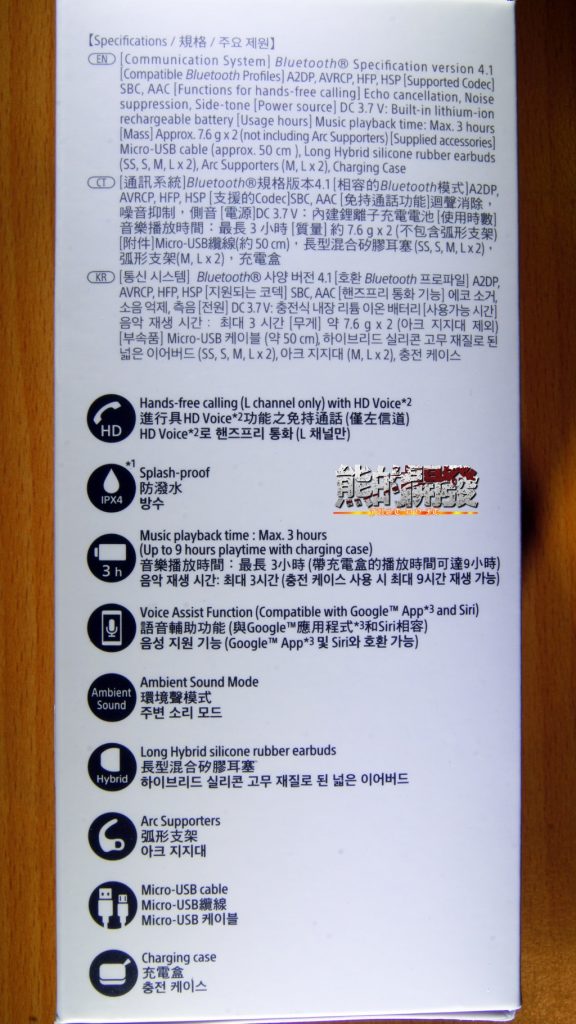 【Specifications / 規格 / 주요 제원】
EN [Communication System] Bluetooth® Specification version 4.1
[Compatible Bluetooth Profiles] A2DP, AVRCP, HFP, HSP [Supported Codec]
SBC, AAC [Functions for hands-free calling] Echo cancellation, Noise
suppression, Side-tone [Power source] DC 3.7 V: Built-in lithium-ion
rechargeable battery [Usage hours] Music playback time: Max. 3 hours
[Mass] Approx. 7.6 g x 2 (not including Arc Supporters) [Supplied accessories]
Micro-USB cable (approx. 50 cm ), Long Hybrid silicone rubber earbuds
(SS, S, M, L x 2), Arc Supporters (M, L x 2), Charging Case
CT [通訊系統]Bluetooth®規格版本4.1 [相容的Bluetooth模式]A2DP,
AVRCP, HFP, HSP [支援的Codec]SBC, AAC [免持通話功能]迴聲消除，
噪音抑制，側音 [電源]DC 3.7 V：內建鋰離子充電電池 [使用時數]
音樂播放時間：最長 3 小時 [質量] 約 7.6 g x 2 (不包含弧形支架)
[附件]Micro-USB纜線(約 50 cm)，長型混合矽膠耳塞 (SS, S, M, L x 2)，
弧形支架(M, L x 2)，充電盒
KR [통신 시스템] Bluetooth® 사양 버전 4.1 [호환 Bluetooth 프로파일] A2DP,
AVRCP, HFP, HSP [지원되는 코덱] SBC, AAC [핸즈프리 통화 기능] 에코 소거,
소음 억제, 측음 [전원] DC 3.7 V: 충전식 내장 리튬 이온 배터리 [사용가능 시간]
음악 재생 시간: 최대 3 시간 [무게] 약 7.6 g x 2 (아크 지지대 제외)
[부속품] Micro-USB 케이블 (약 50 cm), 하이브리드 실리콘 고무 재질로 된
넓은 이어버드 (SS, S, M, L x 2), 아크 지지대 (M, L x 2), 충전 케이스
HD
Hands-free calling (L channel only) with HD Voice*2
進行具HD Voice*2功能之免持通話 (僅左信道)
HD Voice*2로 핸즈프리 통화 (L 채널만)
IPX4
*1 Splash-proof
防潑水
방수
熊的開發
3 h
Music playback time : Max. 3 hours
(Up to 9 hours playtime with charging case)
音樂播放時間：最長 3小時 (帶充電盒的播放時間可達9小時)
음악 재생 시간: 최대 3시간 (충전 케이스 사용 시 최대 9시간 재생 가능)
Voice Assist Function (Compatible with Google™ App*3 and Siri)
語音輔助功能 (與Google™應用程式*3和Siri相容)
음성 지원 기능 (Google™ App*3 및 Siri와 호환 가능)
Ambient
Sound
Ambient Sound Mode
環境聲模式
주변 소리 모드
Hybrid
Long Hybrid silicone rubber earbuds
長型混合矽膠耳塞
하이브리드 실리콘 고무 재질로 된 넓은 이어버드
Arc Supporters
弧形支架
아크 지지대
Micro-USB cable
Micro-USB纜線
Micro-USB 케이블
Charging case
充電盒
충전 케이스